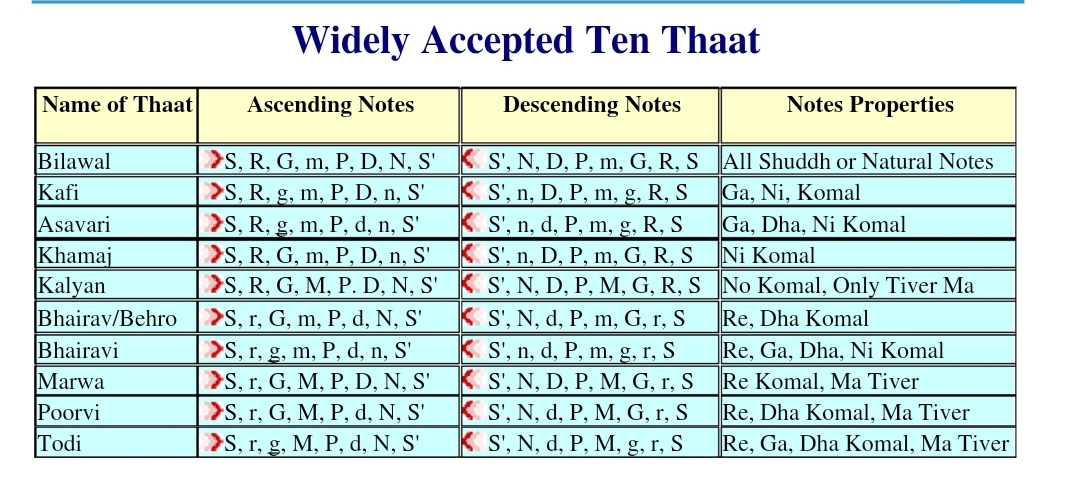 Widely Accepted Ten Thaat
Name of Thaat Ascending Notes Descending Notes Notes Properties
Bilawal S, R, G, m, P, D, N, S' S', N, D, P, m, G, R, S All Shuddh or Natural Notes
Kafi S, R, g, m, P, D, n, S' S', n, D, P, m, g, R, S Ga, Ni, Komal
Asavari S, R, g, m, P, d, n, S' S', n, d, P, m, g, R, S Ga, Dha, Ni Komal
Khamaj S, R, G, m, P, D, n, S' S', n, D, P, m, G, R, S Ni Komal
Kalyan S, R, G, M, P. D, N, S' S', N, D, P, M, G, R, S No Komal, Only Tiver Ma
Bhairav/Behro S, r, G, m, P, d, N, S' S', N, d, P, m, G, r, S Re, Dha Komal
Bhairavi S, r, g, m, P, d, n, S' S', n, d, P, m, g, r, S Re, Ga, Dha, Ni Komal
Marwa S, r, G, M, P, D, N, S' S', N, D, P, M, G, r, S Re Komal, Ma Tiver
Poorvi S, r, G, M, P, d, N, S' S', N, d, P, M, G, r, S Re, Dha Komal, Ma Tiver
Todi S, r, g, M, P, d, N, S' S', N, d, P, M, g, r, S Re, Ga, Dha Komal, Ma Tiver